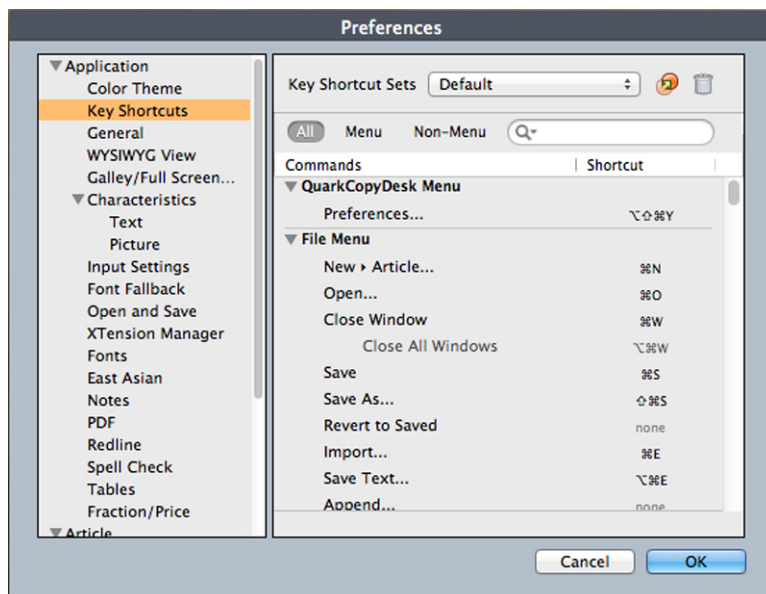 Preferences
Application
Color Theme
Key Shortcuts
General
WYSIWYG View
Galley/Full Screen...
Characteristics
Text
Picture
Input Settings
Font Fallback
Open and Save
XTension Manager
Fonts
East Asian
Notes
PDF
Redline
Spell Check
Tables
Fraction/Price
Article
Key Shortcut Sets Default
All Menu Non-Menu
Commands Shortcut
QuarkCopyDesk Menu
Preferences... ⌥⇧⌘Y
File Menu
New ▸ Article... ⌘N
Open... ⌘O
Close Window ⌘W
Close All Windows ⌥⌘W
Save ⌘S
Save As... ⇧⌘S
Revert to Saved none
Import... ⌘E
Save Text... ⌥⌘E
Append... none
Cancel OK